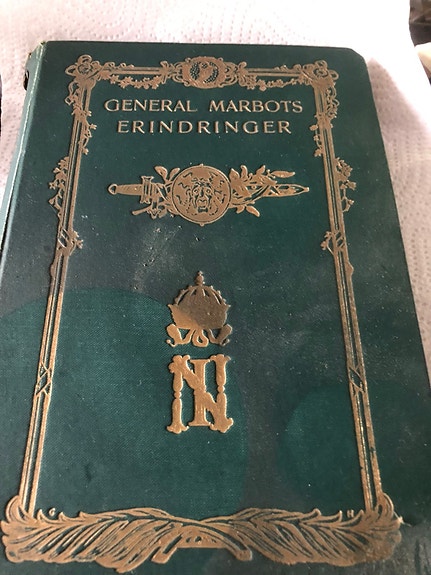 GENERAL MARBOTS
ERINDRINGER
N
G H